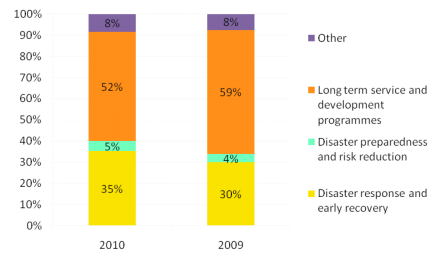 100%
90%
80%
70%
60%
50%
40%
30%
20%
10%
0%
8%
52%
5%
35%
8%
59%
4%
30%
2010
2009
Other
Long term service and
development
programmes
Disaster preparedness
and risk reduction
Disaster response and
early recovery